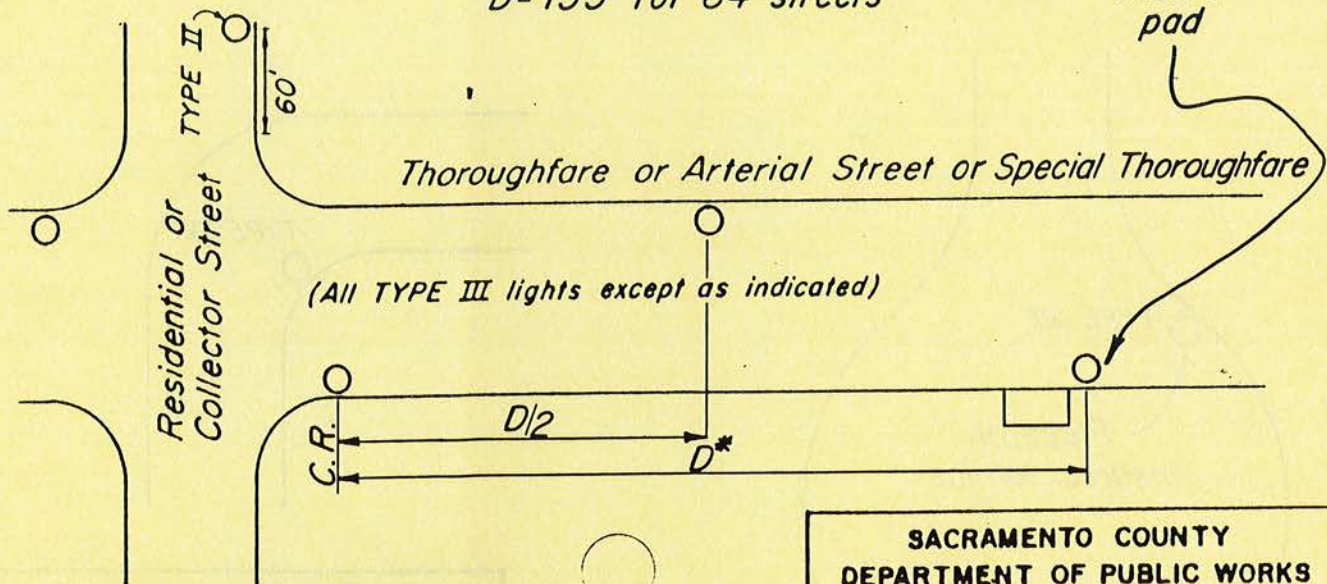 pad
TYPE II
60'
Residential or
Collector Street
Thoroughfare or Arterial Street or Special Thoroughfare
(All TYPE III lights except as indicated)
C.R.
D/2
D*
SACRAMENTO COUNTY
DEPARTMENT OF PUBLIC WORKS